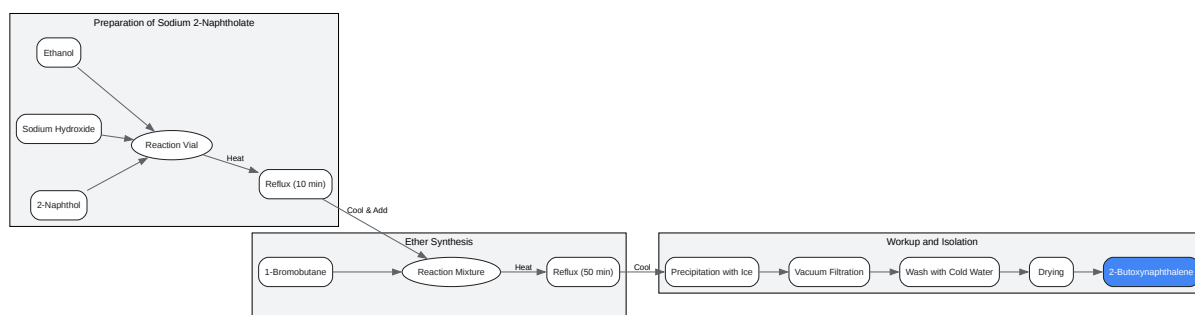 Preparation of Sodium 2-Naphtholate
Ethanol
Sodium Hydroxide
Reaction Vial
Heat
Reflux (10 min)
2-Naphthol
Cool & Add
Ether Synthesis
1-Bromobutane
Reaction Mixture
Heat
Reflux (50 min)
Cool
Workup and Isolation
Precipitation with Ice
Vacuum Filtration
Wash with Cold Water
Drying
2-Butoxynaphthalene